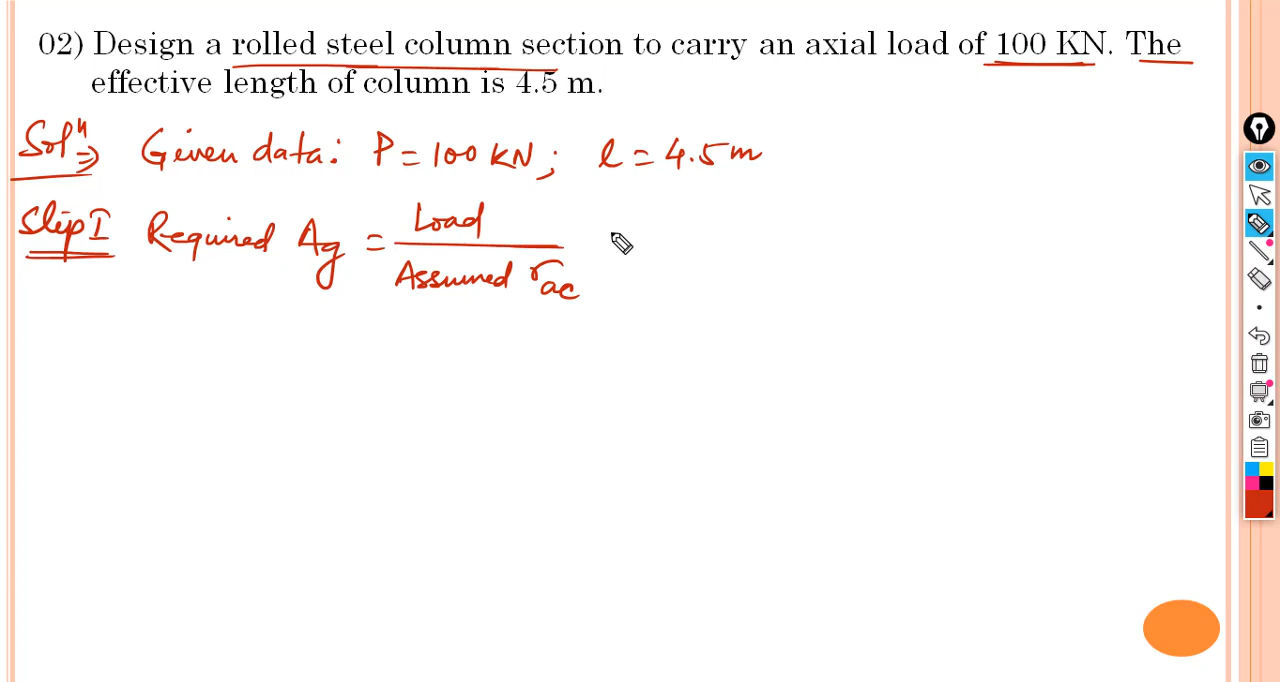 02) Design a rolled steel column section to carry an axial load of 100 KN. The
effective length of column is 4.5 m.
Solⁿ ⇒ Given data: P = 100 KN; l = 4.5m
Step I Required Ag = Load
Assumed σac